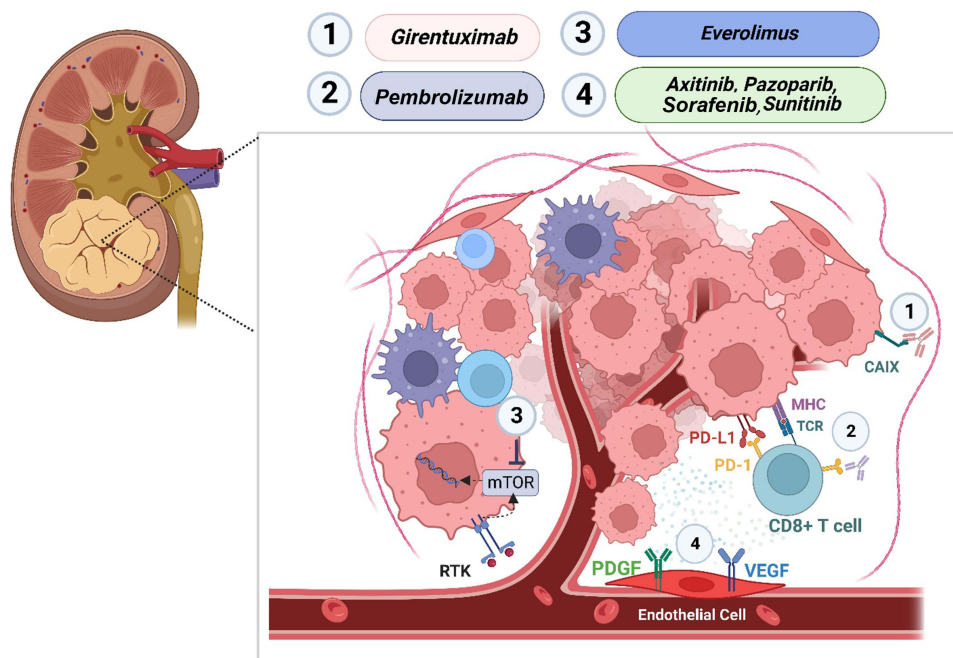 1 Girentuximab
3 Everolimus
2 Pembrolizumab
4 Axitinib, Pazoparib,
Sorafenib, Sunitinib
1
CAIX
MHC
TCR
2
PD-L1
PD-1
CD8+ T cell
3
mTOR
RTK
4
PDGF
VEGF
Endothelial Cell